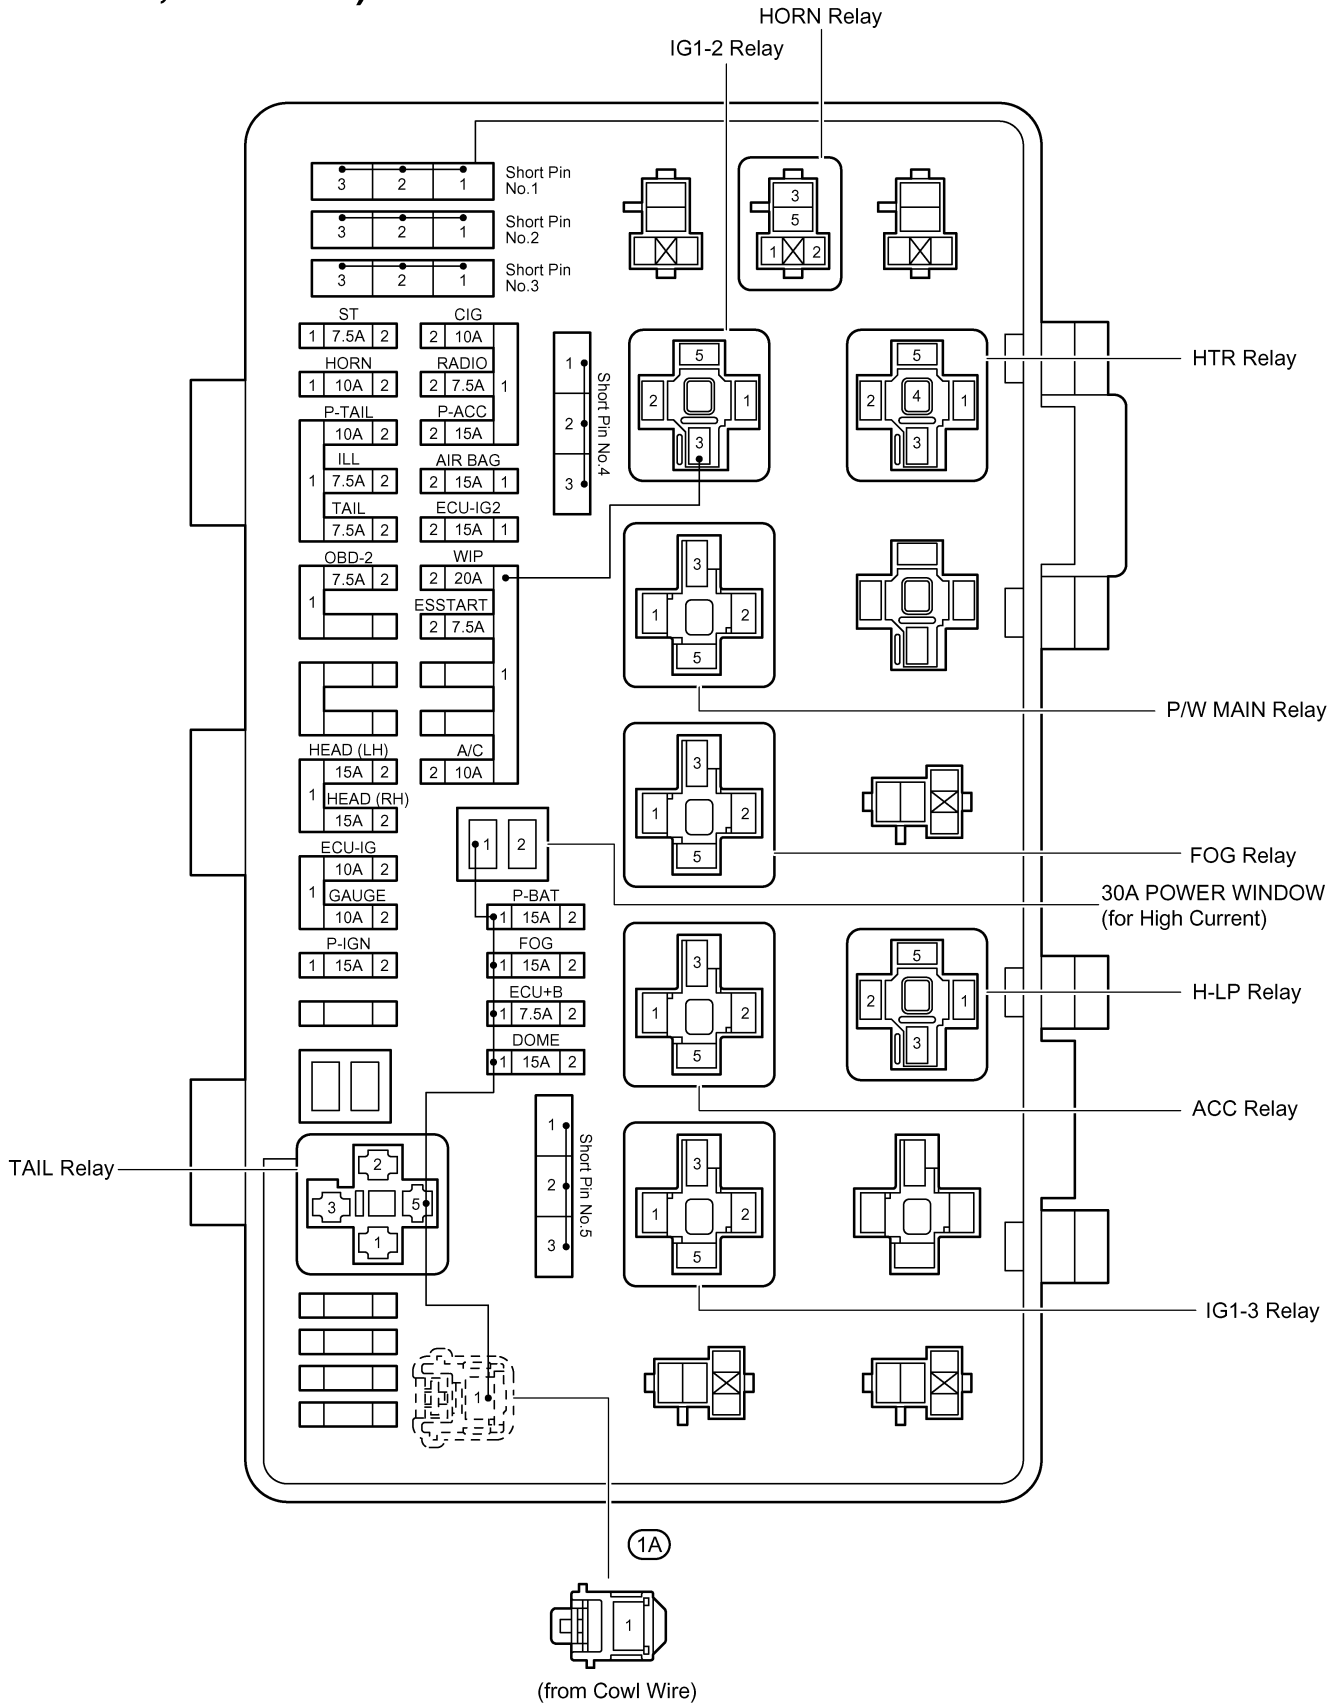 HORN Relay
IG1-2 Relay
3 2 1 Short Pin No.1
3 2 1 Short Pin No.2
3 2 1 Short Pin No.3
3
5
1 2
ST
1 7.5A 2
CIG
2 10A
HORN
1 10A 2
RADIO
2 7.5A 1
P-TAIL
10A 2
P-ACC
2 15A
ILL
1 7.5A 2
AIR BAG
2 15A 1
TAIL
7.5A 2
ECU-IG2
2 15A 1
OBD-2
7.5A 2
1
WIP
2 20A
ESSTART
2 7.5A
1
HEAD (LH)
15A 2
1
HEAD (RH)
15A 2
A/C
2 10A
ECU-IG
10A 2
1
GAUGE
10A 2
P-IGN
1 15A 2
1
2
3
Short Pin No.4
5
2 1
3
5
2 4 1
3
HTR Relay
3
1 2
5
P/W MAIN Relay
3
1 2
5
FOG Relay
1 2
30A POWER WINDOW
(for High Current)
P-BAT
1 15A 2
FOG
1 15A 2
ECU+B
1 7.5A 2
DOME
1 15A 2
3
1 2
5
ACC Relay
5
2 1
3
H-LP Relay
1
2
3
Short Pin No.5
TAIL Relay
2
3 5
1
3
1 2
5
IG1-3 Relay
1
1A
1
(from Cowl Wire)